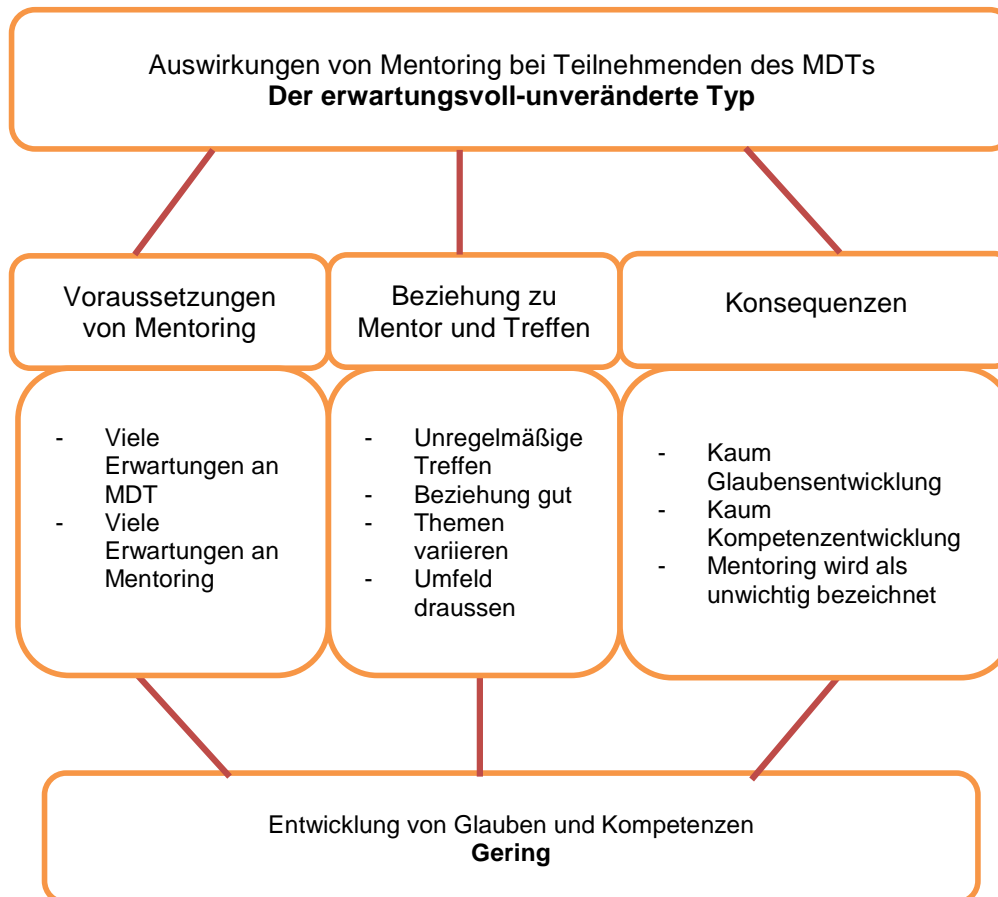 Auswirkungen von Mentoring bei Teilnehmenden des MDTs
Der erwartungsvoll-unveränderte Typ
Voraussetzungen
von Mentoring
Beziehung zu
Mentor und Treffen
Konsequenzen
- Viele
Erwartungen an
MDT
- Viele
Erwartungen an
Mentoring
- Unregelmäßige
Treffen
- Beziehung gut
- Themen
variieren
- Umfeld
draussen
- Kaum
Glaubensentwicklung
- Kaum
Kompetenzentwicklung
- Mentoring wird als
unwichtig bezeichnet
Entwicklung von Glauben und Kompetenzen
Gering